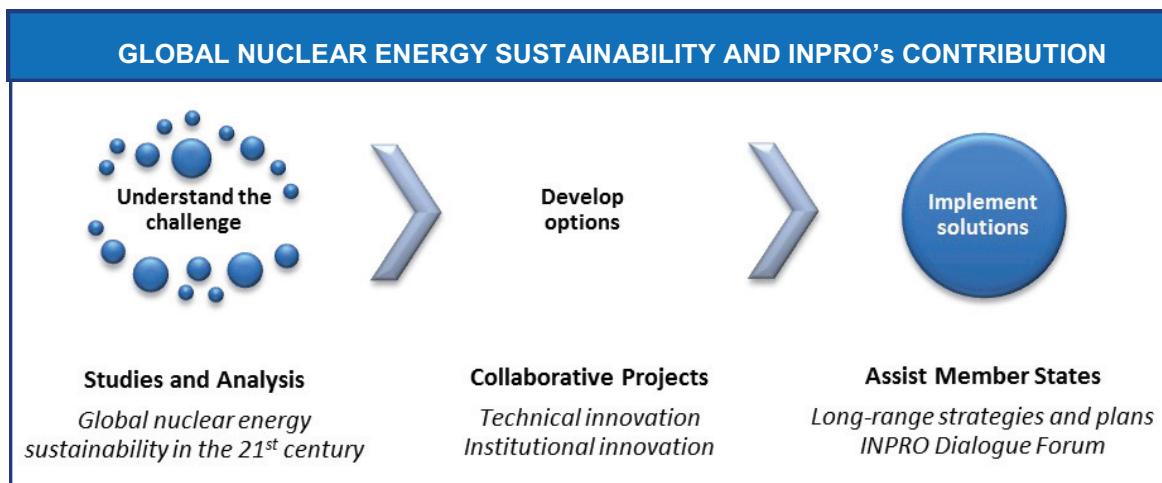 GLOBAL NUCLEAR ENERGY SUSTAINABILITY AND INPRO's CONTRIBUTION
Understand the
challenge
Develop
options
Implement
solutions
Studies and Analysis
Global nuclear energy
sustainability in the 21st century
Collaborative Projects
Technical innovation
Institutional innovation
Assist Member States
Long-range strategies and plans
INPRO Dialogue Forum